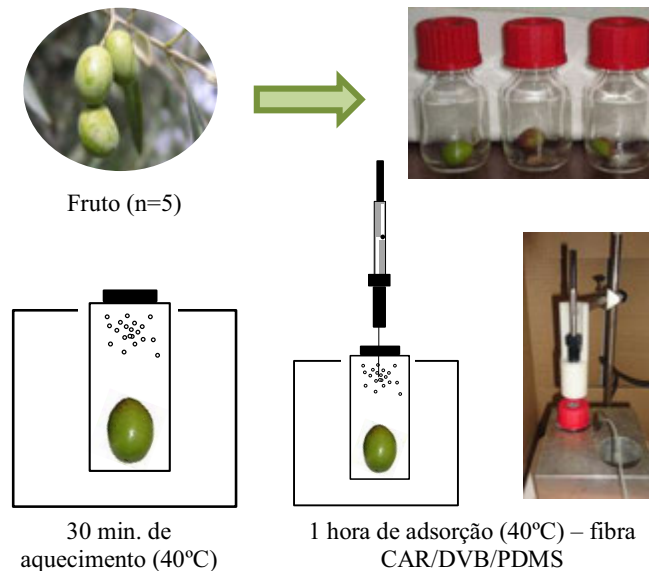 Fruto (n=5)
30 min. de
aquecimento (40ºC)
1 hora de adsorção (40ºC) – fibra
CAR/DVB/PDMS